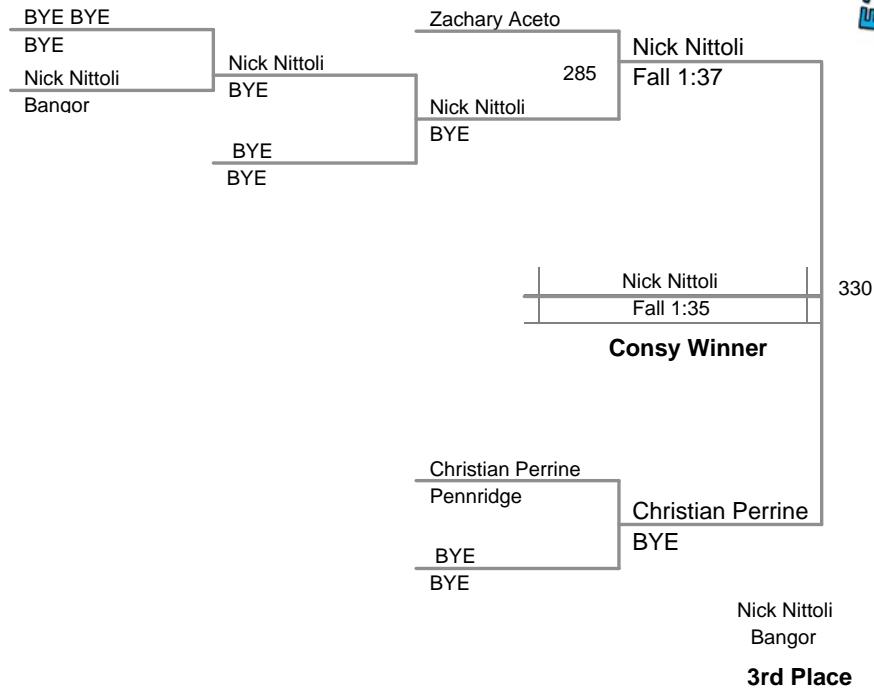 BYE BYE
BYE
Nick Nittoli
Bangor
Nick Nittoli
BYE
BYE
BYE
Zachary Aceto
285
Nick Nittoli
BYE
Nick Nittoli
Fall 1:37
Nick Nittoli
Fall 1:35
330
Consy Winner
Christian Perrine
Pennridge
BYE
BYE
Christian Perrine
BYE
Nick Nittoli
Bangor
3rd Place